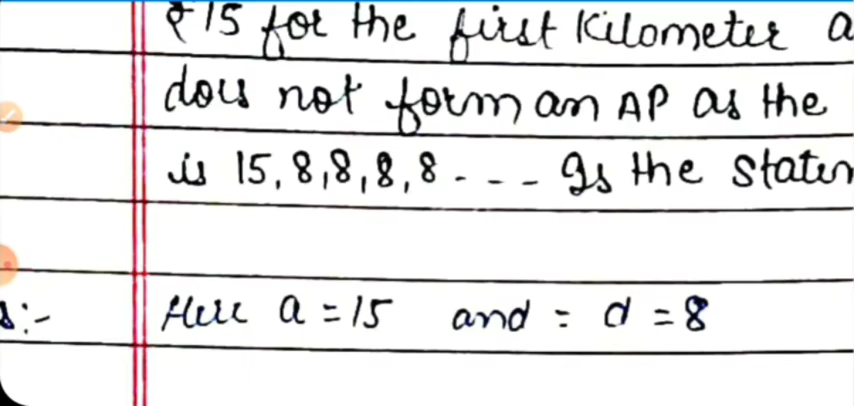 ₹15 for the first Kilometer a
does not form an AP as the
is 15, 8, 8, 8, 8 - - - Is the
Here a = 15 and = d = 8